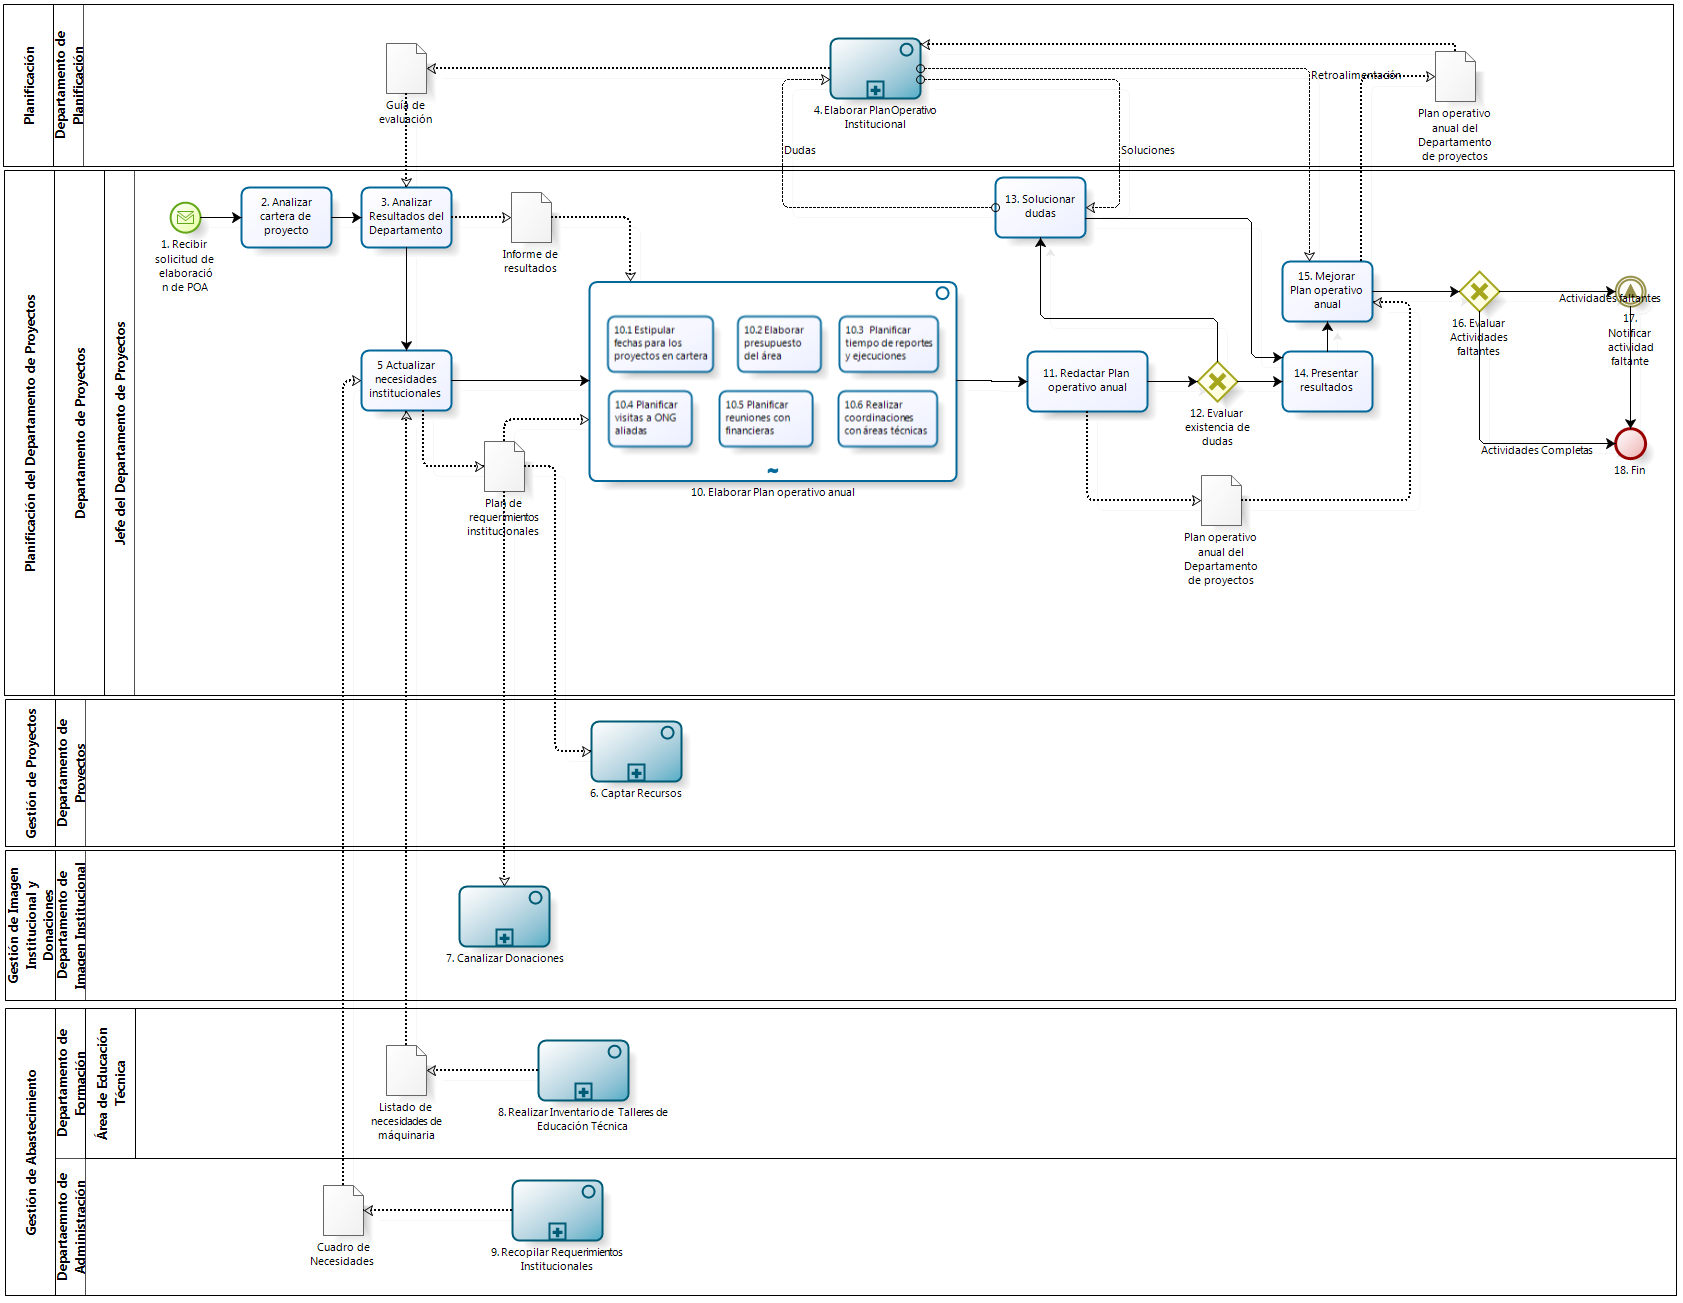 Planificación
Departamento de
Planificación
Guía de
evaluación
4. Elaborar Plan Operativo
Institucional
Retroalimentación
Plan operativo
anual del
Departamento
de proyectos
Dudas
Soluciones
Planificación del Departamento de Proyectos
Departamento de Proyectos
Jefe del Departamento de Proyectos
1. Recibir
solicitud de
elaboració
n de POA
2. Analizar
cartera de
proyecto
3. Analizar
Resultados del
Departamento
Informe de
resultados
13. Solucionar
dudas
15. Mejorar
Plan operativo
anual
16. Evaluar
Actividades
faltantes
Actividades faltantes
17.
Notificar
actividad
faltante
5 Actualizar
necesidades
institucionales
10.1 Estipular
fechas para los
proyectos en cartera
10.2 Elaborar
presupuesto
del área
10.3 Planificar
tiempo de reportes
y ejecuciones
10.4 Planificar
visitas a ONG
aliadas
10.5 Planificar
reuniones con
financieras
10.6 Realizar
coordinaciones
con áreas técnicas
10. Elaborar Plan operativo anual
11. Redactar Plan
operativo anual
12. Evaluar
existencia de
dudas
14. Presentar
resultados
Actividades Completas
18. Fin
Plan de
requerimientos
institucionales
Plan operativo
anual del
Departamento
de proyectos
Gestión de Proyectos
Departamento de
Proyectos
6. Captar Recursos
Gestión de Imagen
Institucional y
Donaciones
Departamento de
Imagen Institucional
7. Canalizar Donaciones
Gestión de Abastecimiento
Departamento de
Formación
Área de Educación
Técnica
Listado de
necesidades de
máquinaria
8. Realizar Inventario de Talleres de
Educación Técnica
Departaemnto de
Administración
Cuadro de
Necesidades
9. Recopilar Requerimientos
Institucionales